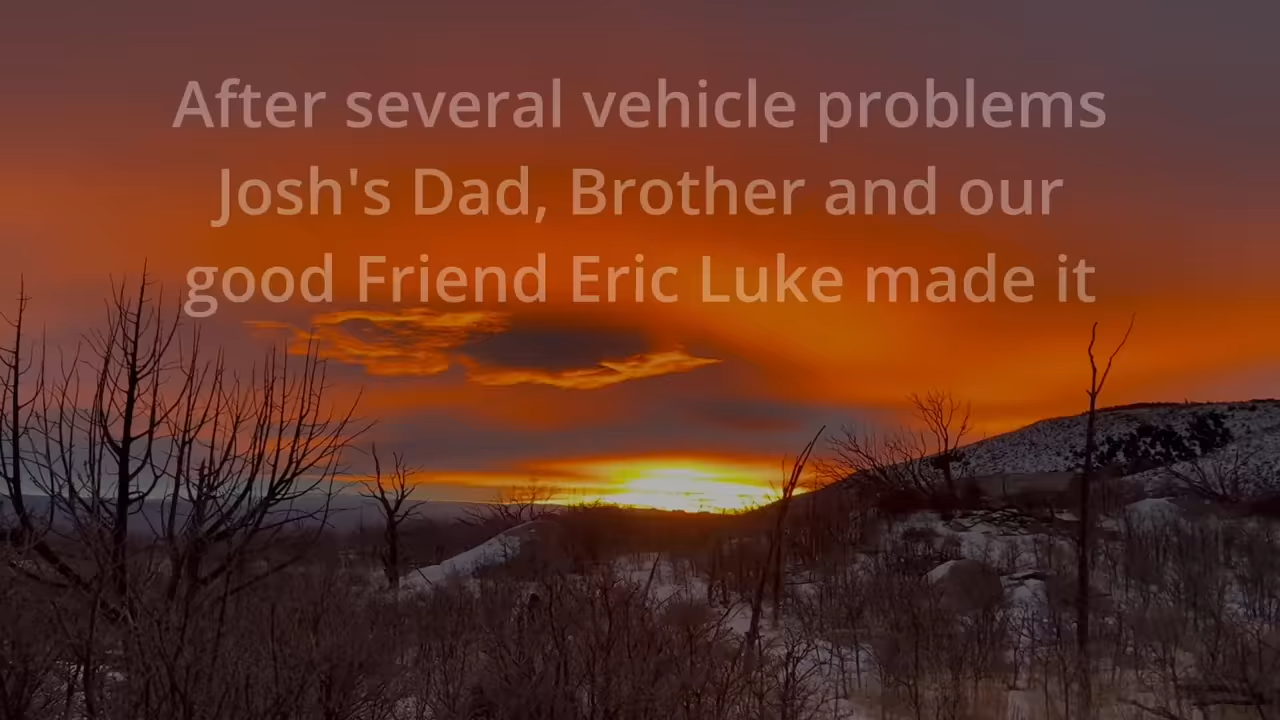 After several vehicle problems
Josh's Dad, Brother and our
good Friend Eric Luke made it